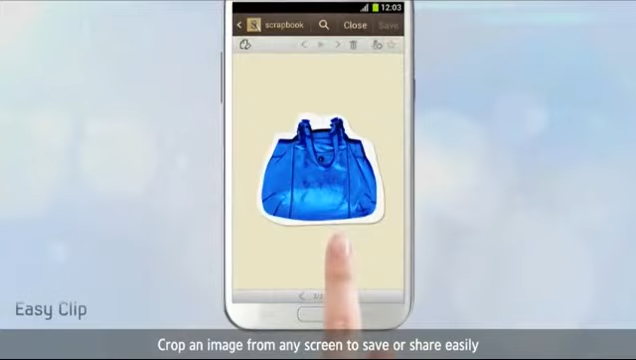 12:03
S scrapbook Close Save
Easy Clip
Crop an image from any screen to save or share easily